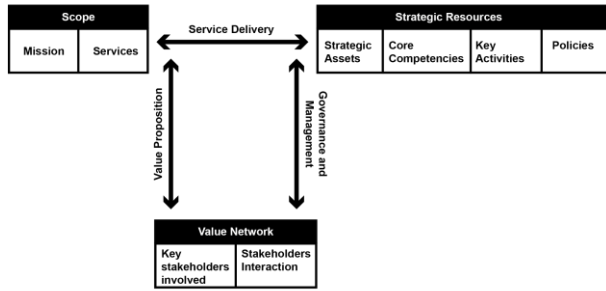 Scope
Mission
Services
Service Delivery
Strategic Resources
Strategic
Assets
Core
Competencies
Key
Activities
Policies
Value Proposition
Governance and
Management
Value Network
Key
stakeholders
involved
Stakeholders
Interaction